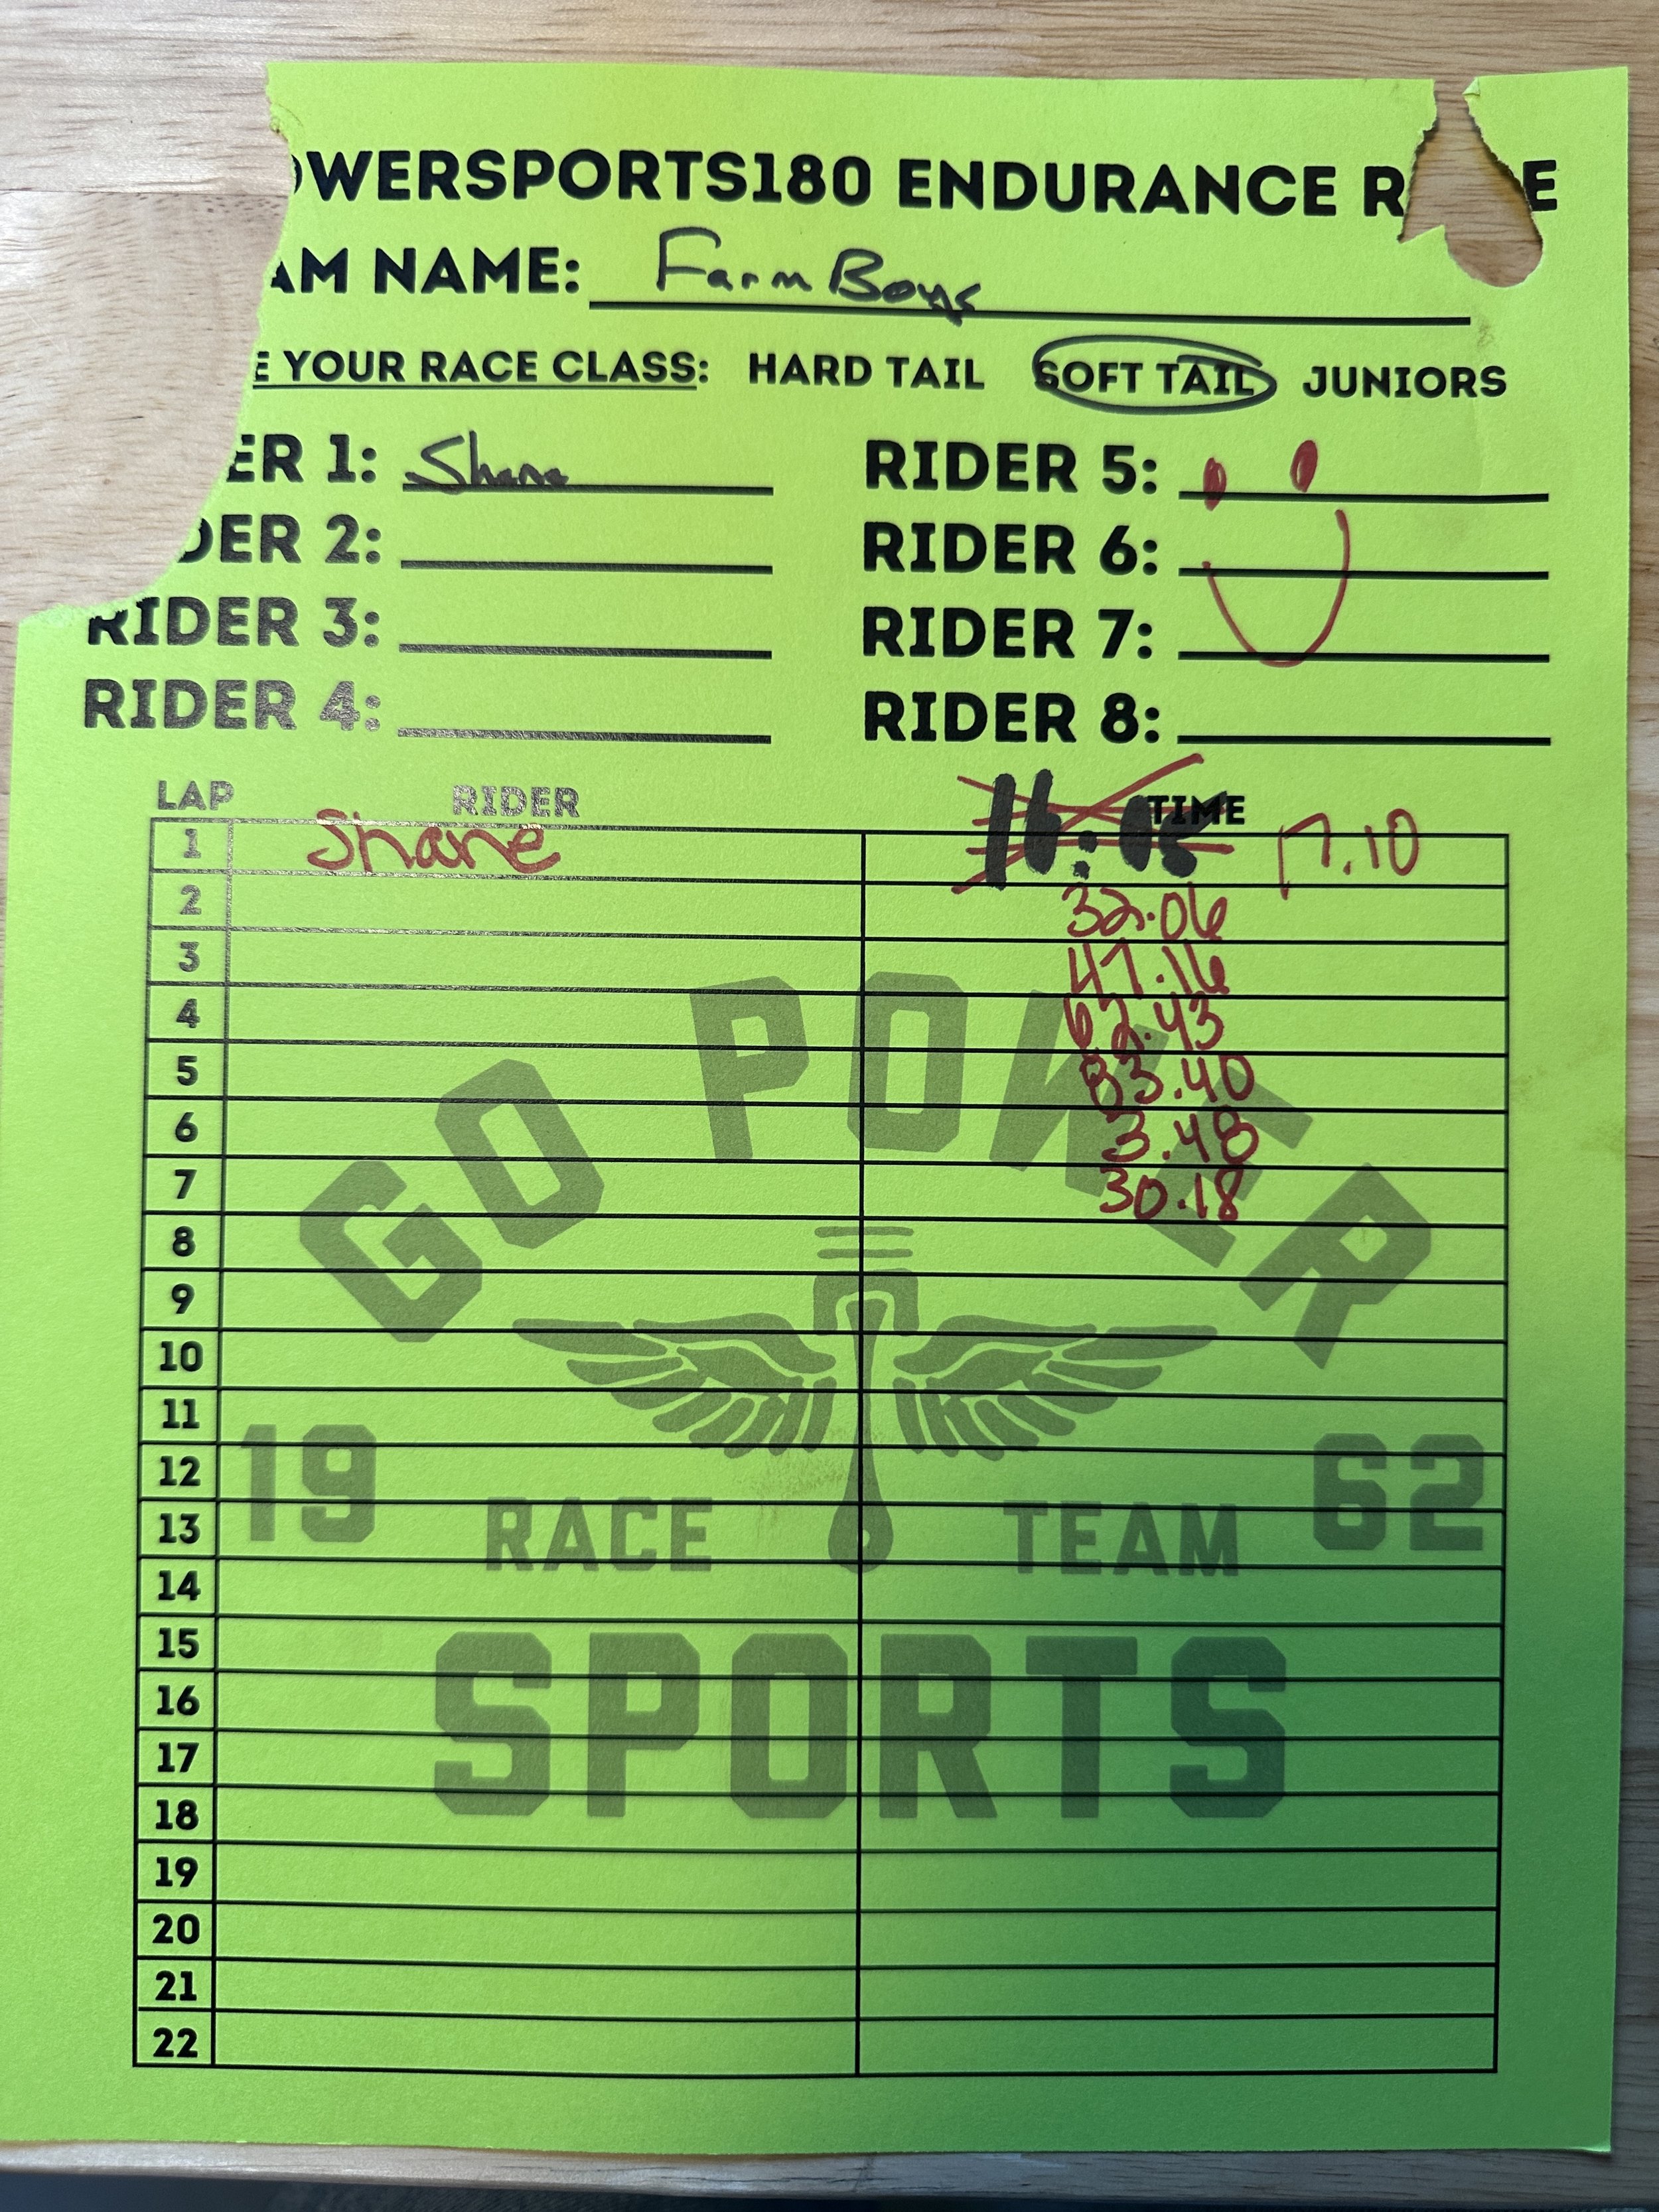 OWERSPORTS180 ENDURANCE R E
AM NAME: Farm Boys
E YOUR RACE CLASS: HARD TAIL SOFT TAIL JUNIORS
ER 1: Shane RIDER 5:
DER 2: RIDER 6:
RIDER 3: RIDER 7:
RIDER 4: RIDER 8:
LAP RIDER TIME
1 Shane 16:05 17.10
2 32.06
3 47.16
4 62.43
5 83.40
6 3.48
7 30.18
8
9
10
11
12
13
14
15
16
17
18
19
20
21
22
GO POWER
19 62
RACE TEAM
SPORTS